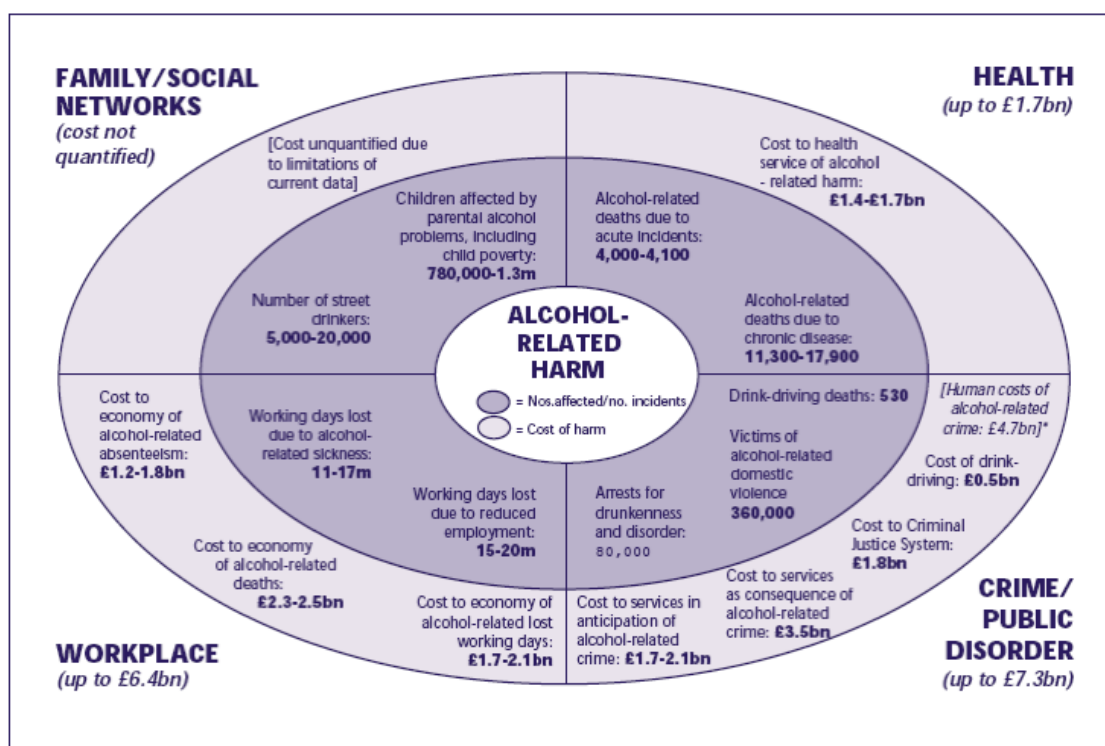 FAMILY/SOCIAL
NETWORKS
(cost not
quantified)
HEALTH
(up to £1.7bn)
[Cost unquantified due
to limitations of
current data]
Cost to health
service of alcohol
- related harm:
£1.4-£1.7bn
Children affected by
parental alcohol
problems, including
child poverty:
780,000-1.3m
Alcohol-related
deaths due to
acute incidents:
4,000-4,100
Number of street
drinkers:
5,000-20,000
Alcohol-related
deaths due to
chronic disease:
11,300-17,900
ALCOHOL-
RELATED
HARM
= Nos.affected/no. incidents
= Cost of harm
Cost to
economy of
alcohol-related
absenteeism:
£1.2-1.8bn
Working days lost
due to alcohol-
related sickness:
11-17m
Working days lost
due to reduced
employment:
15-20m
Cost to economy
of alcohol-related
deaths:
£2.3-2.5bn
Cost to economy of
alcohol-related lost
working days:
£1.7-2.1bn
WORKPLACE
(up to £6.4bn)
Drink-driving deaths: 530
Victims of
alcohol-related
domestic
violence
360,000
Arrests for
drunkenness
and disorder:
80,000
[Human costs of
alcohol-related
crime: £4.7bn]*
Cost of drink-
driving: £0.5bn
Cost to Criminal
Justice System:
£1.8bn
Cost to services
as consequence of
alcohol-related
crime: £3.5bn
Cost to services in
anticipation of
alcohol-related
crime: £1.7-2.1bn
CRIME/
PUBLIC
DISORDER
(up to £7.3bn)